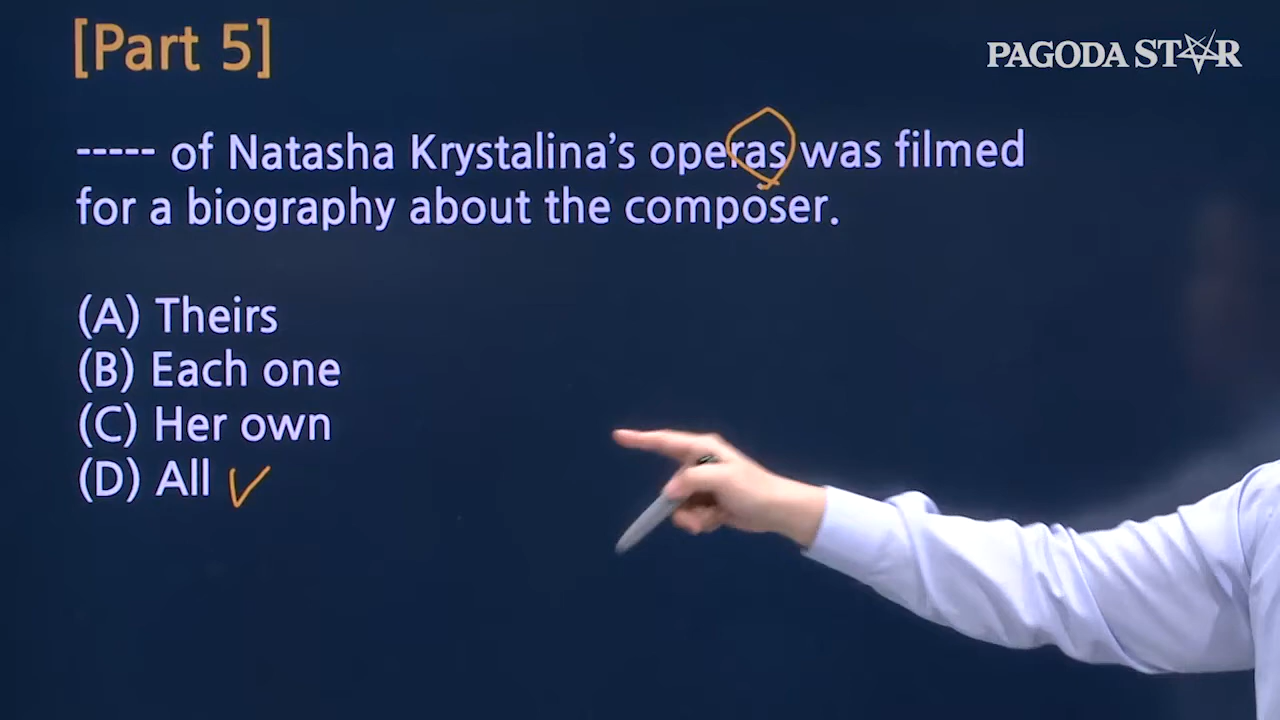 [Part 5]
PAGODA STAR
----- of Natasha Krystalina's operas was filmed
for a biography about the composer.
(A) Theirs
(B) Each one
(C) Her own
(D) All